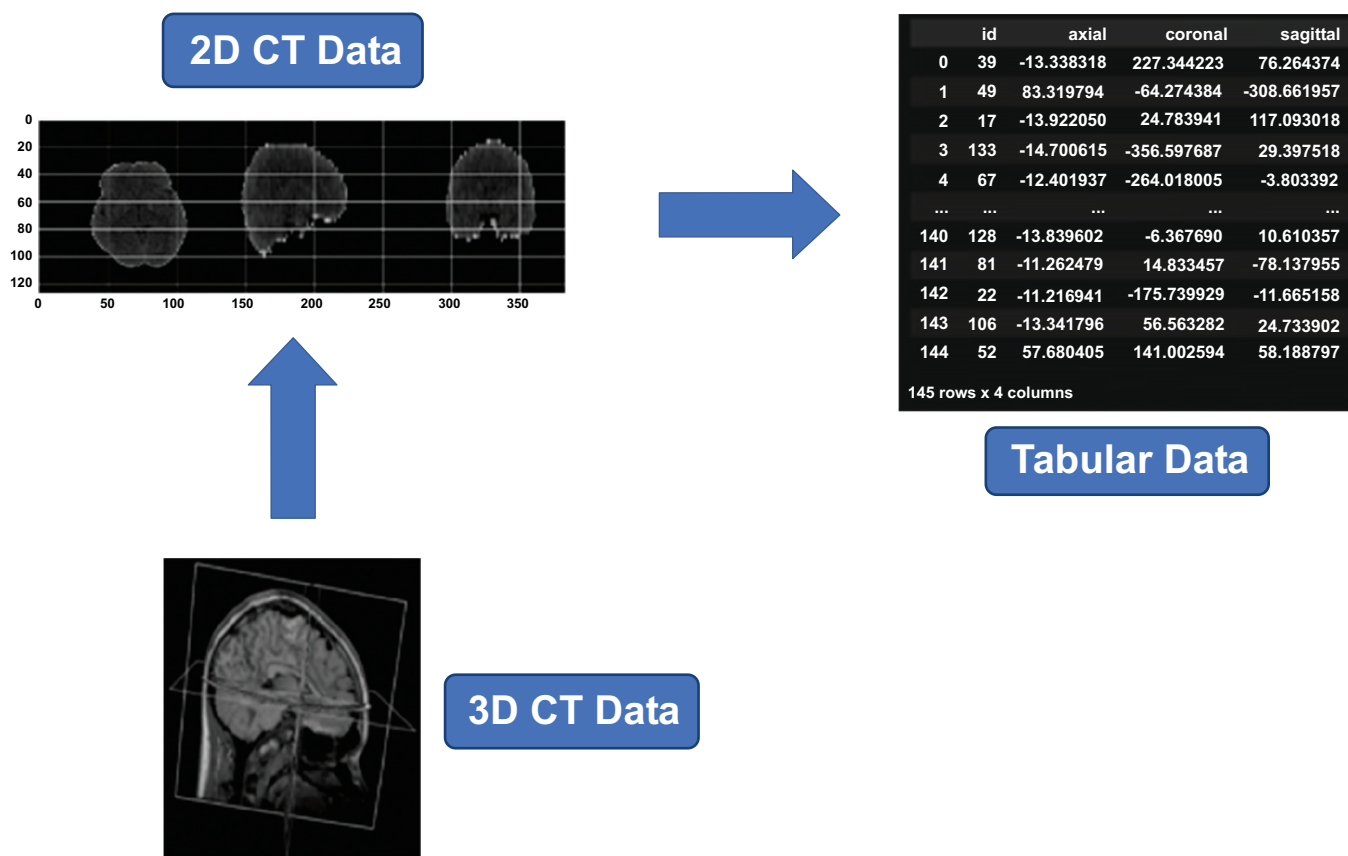 2D CT Data
0
20
40
60
80
100
120
0 50 100 150 200 250 300 350
id axial coronal sagittal
0 39 -13.338318 227.344223 76.264374
1 49 83.319794 -64.274384 -308.661957
2 17 -13.922050 24.783941 117.093018
3 133 -14.700615 -356.597687 29.397518
4 67 -12.401937 -264.018005 -3.803392
... ... ... ... ...
140 128 -13.839602 -6.367690 10.610357
141 81 -11.262479 14.833457 -78.137955
142 22 -11.216941 -175.739929 -11.665158
143 106 -13.341796 56.563282 24.733902
144 52 57.680405 141.002594 58.188797
145 rows x 4 columns
Tabular Data
3D CT Data